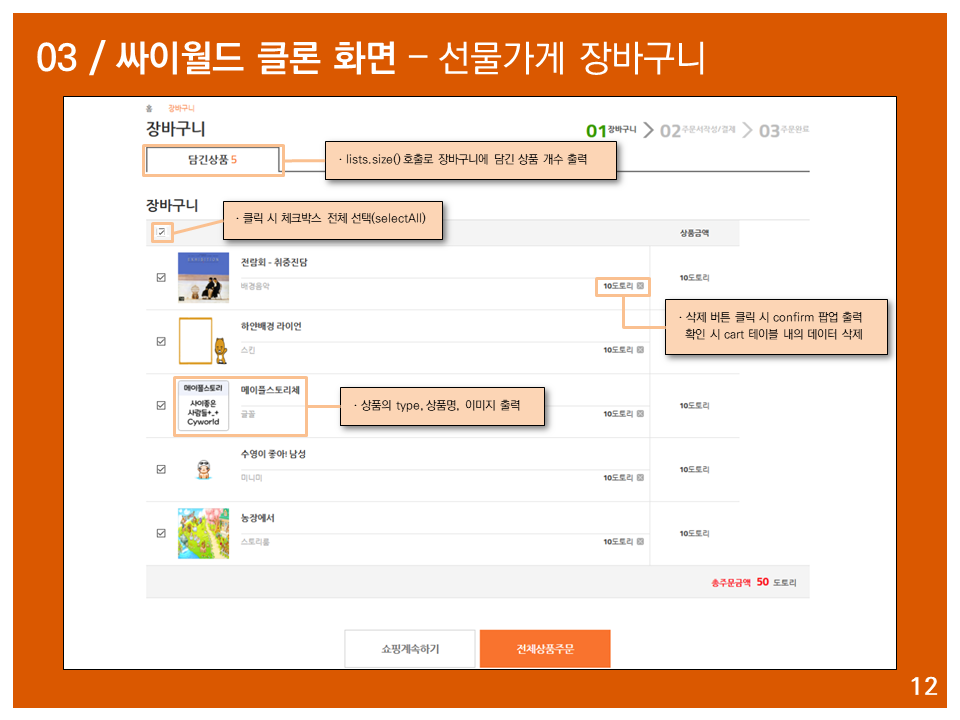 03 / 싸이월드 클론 화면 – 선물가게 장바구니
홈 장바구니
장바구니
01 장바구니 > 02 주문서작성/결제 > 03 주문완료
담긴상품 5
· lists.size() 호출로 장바구니에 담긴 상품 개수 출력
장바구니
· 클릭 시 체크박스 전체 선택(selectAll)
상품금액
EXHIBITION
전람회 - 취중진담
배경음악
10도토리
10도토리
· 삭제 버튼 클릭 시 confirm 팝업 출력
확인 시 cart 테이블 내의 데이터 삭제
하얀배경 라이언
스킨
10도토리
메이플스토리
사이좋은
사람들+_+
Cyworld
메이플스토리체
글꼴
· 상품의 type, 상품명, 이미지 출력
10도토리
10도토리
수영이 좋아! 남성
미니미
10도토리
10도토리
농장에서
스토리룸
10도토리
10도토리
총주문금액 50 도토리
쇼핑계속하기
전체상품주문
12